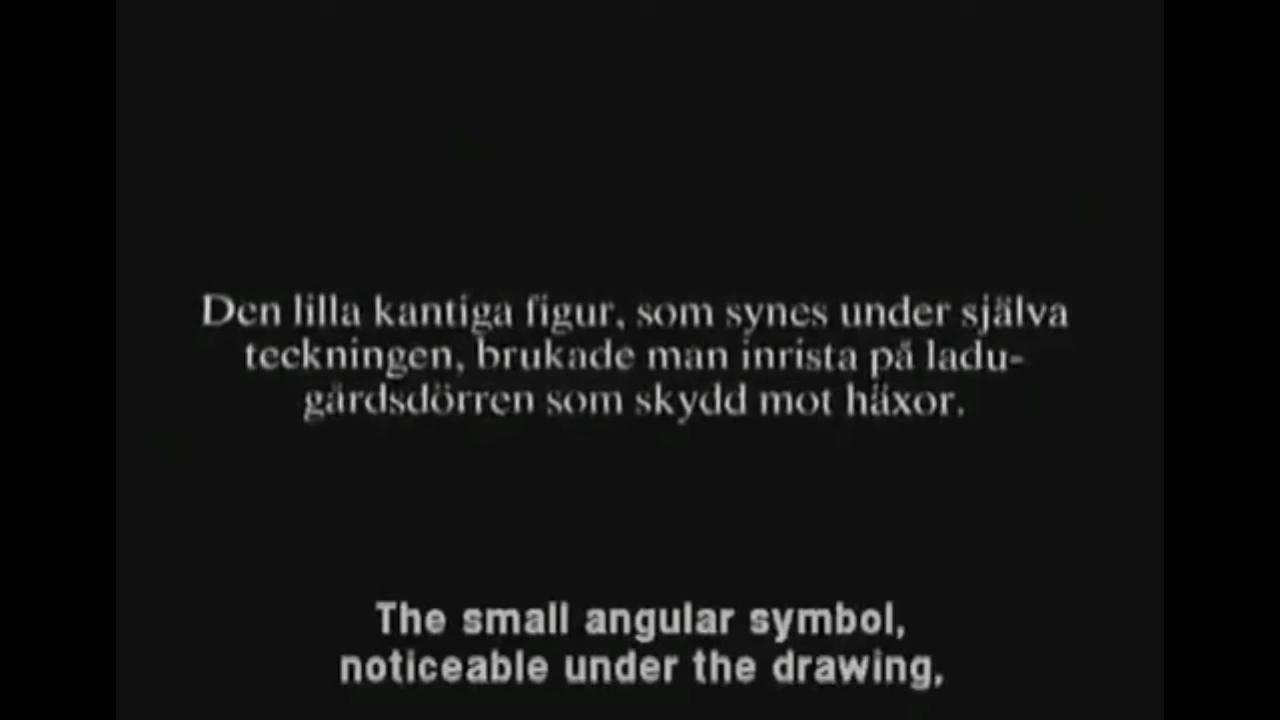 Den lilla kantiga figur, som synes under själva
teckningen, brukade man inrista på ladu-
gårdsdörren som skydd mot häxor.
The small angular symbol,
noticeable under the drawing,